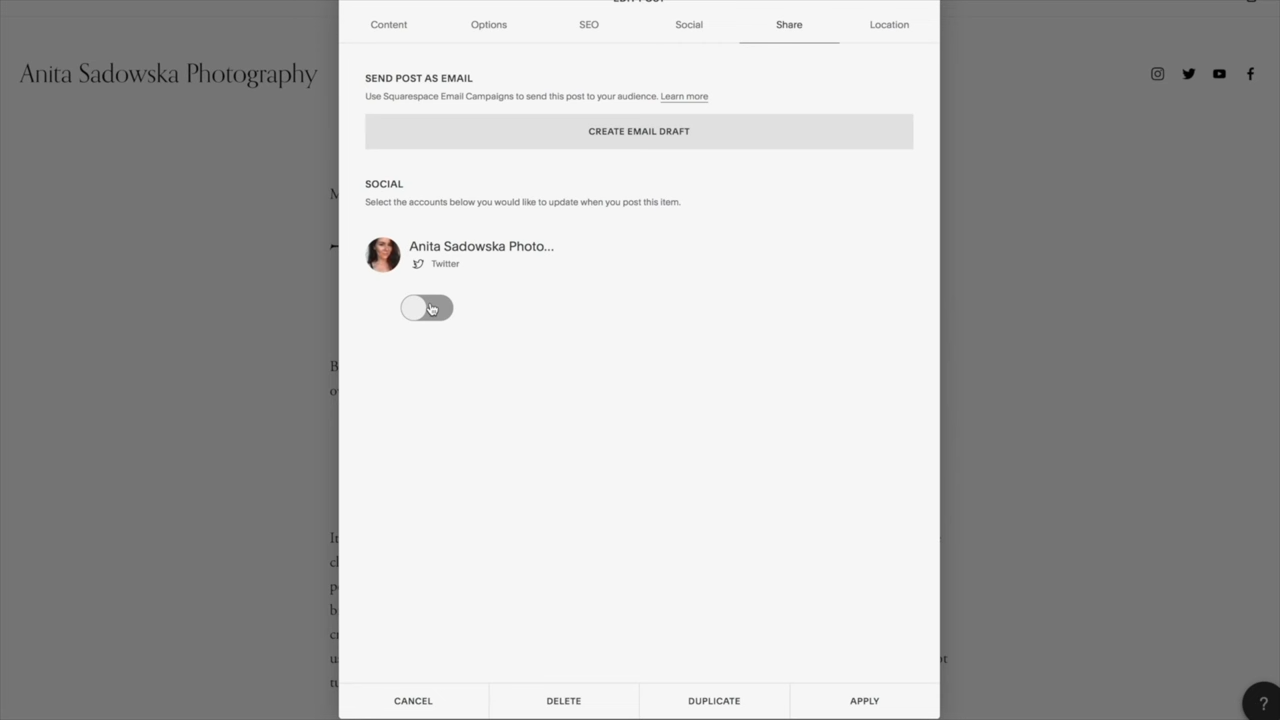 EDIT POST
Content Options SEO Social Share Location
Anita Sadowska Photography
SEND POST AS EMAIL
Use Squarespace Email Campaigns to send this post to your audience. Learn more
CREATE EMAIL DRAFT
SOCIAL
Select the accounts below you would like to update when you post this item.
Anita Sadowska Photo...
Twitter
CANCEL DELETE DUPLICATE APPLY
?